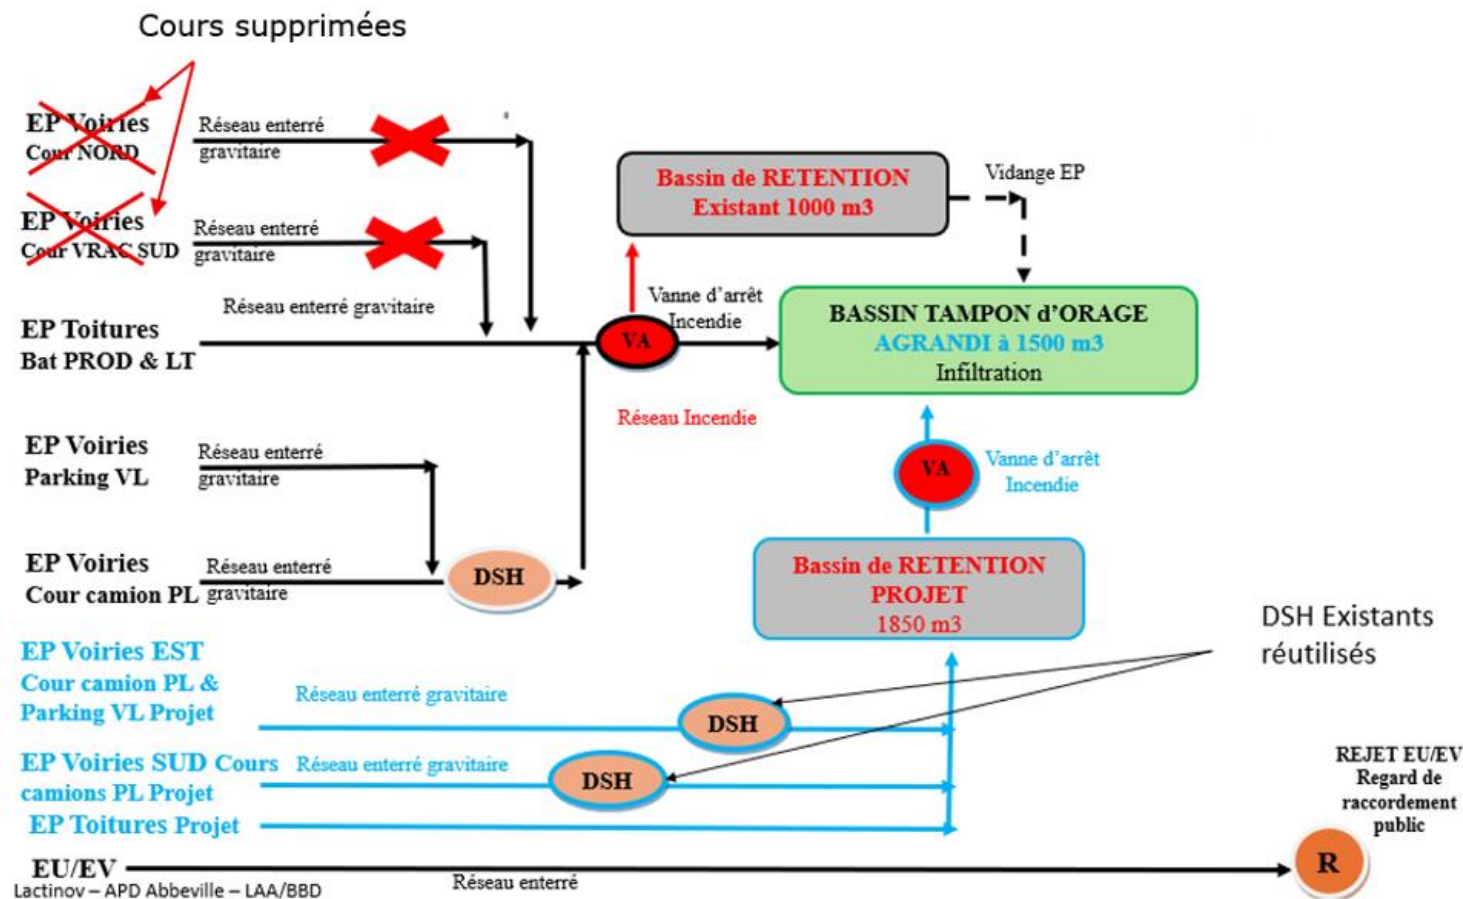 Cours supprimées
EP Voiries
Cour NORD
Réseau enterré
gravitaire
EP Voiries
Cour VRAC SUD
Réseau enterré
gravitaire
Bassin de RETENTION
Existant 1000 m3
Vidange EP
Réseau enterré gravitaire
EP Toitures
Bat PROD & LT
VA
Vanne d’arrêt
Incendie
BASSIN TAMPON d’ORAGE
AGRANDI à 1500 m3
Infiltration
Réseau Incendie
EP Voiries
Parking VL
Réseau enterré
gravitaire
VA
Vanne d’arrêt
Incendie
EP Voiries
Cour camion PL
Réseau enterré
gravitaire
DSH
Bassin de RETENTION
PROJET
1850 m3
DSH Existants
réutilisés
EP Voiries EST
Cour camion PL &
Parking VL Projet
Réseau enterré gravitaire
DSH
EP Voiries SUD Cours
camions PL Projet
Réseau enterré gravitaire
DSH
EP Toitures Projet
REJET EU/EV
Regard de
raccordement
public
R
EU/EV
Réseau enterré
Lactinov – APD Abbeville – LAA/BBD